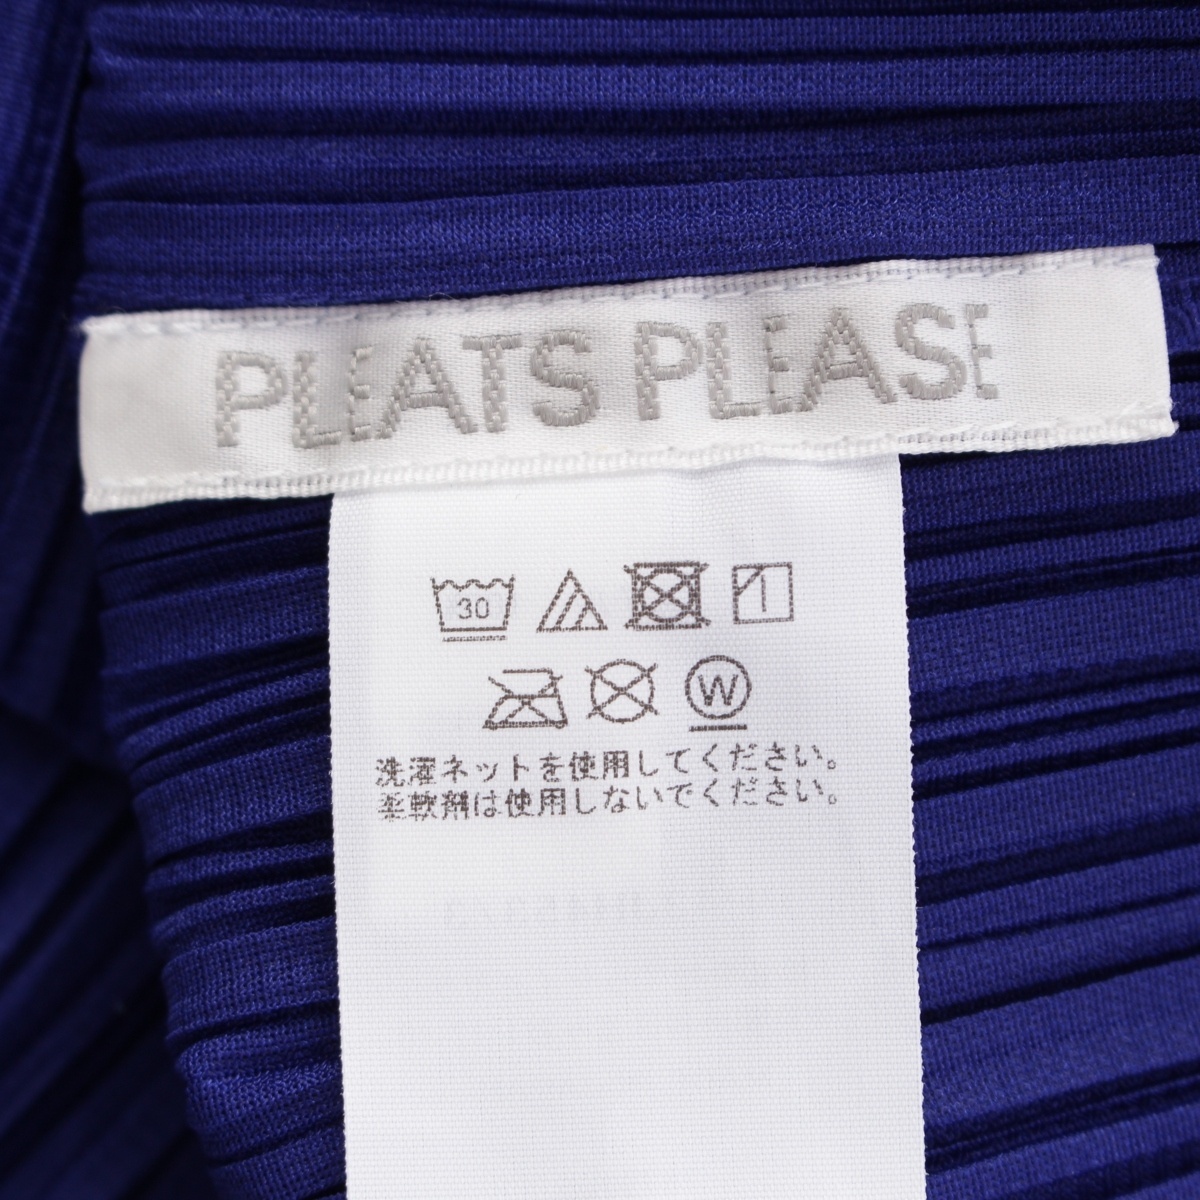 PLEATS PLEASE
30
W
洗濯ネットを使用してください。
柔軟剤は使用しないでください。